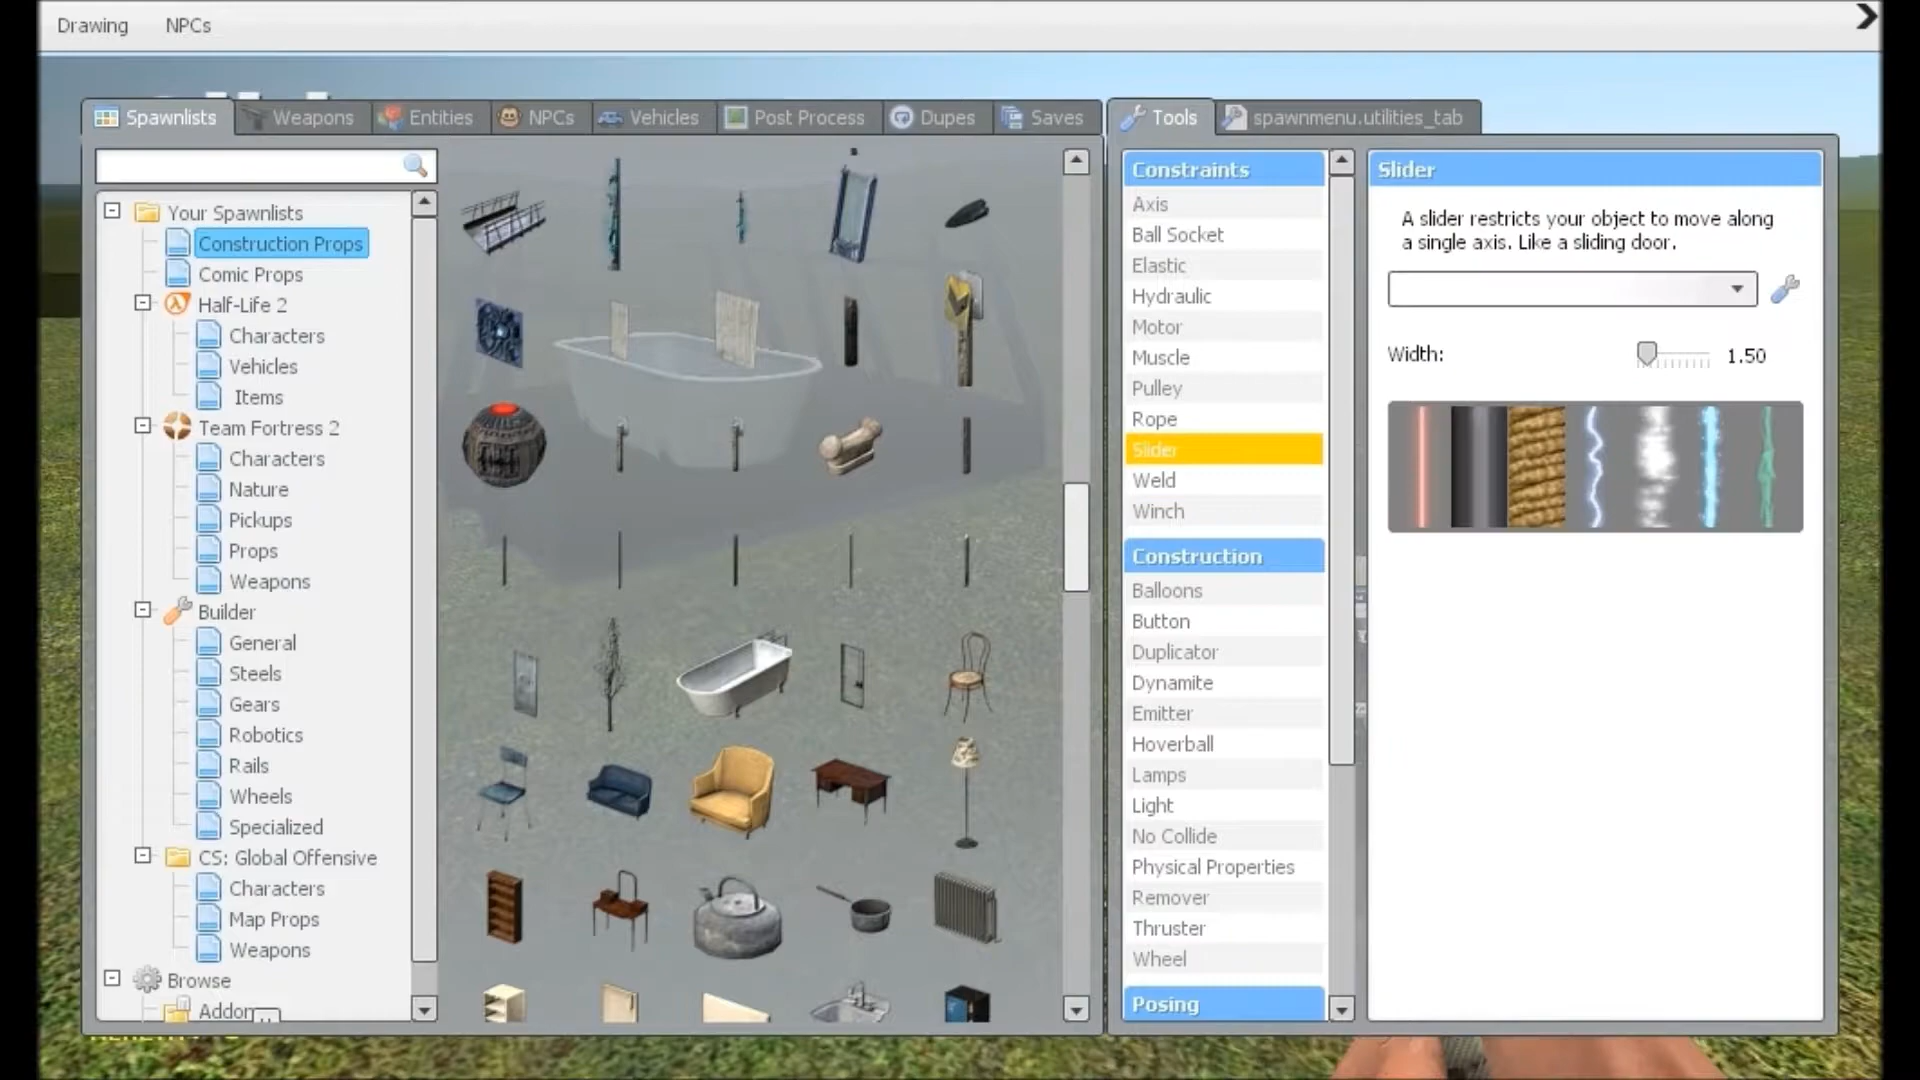 Drawing NPCs
Spawnlists Weapons Entities NPCs Vehicles Post Process Dupes Saves
Your Spawnlists
Construction Props
Comic Props
Half-Life 2
Characters
Vehicles
Items
Team Fortress 2
Characters
Nature
Pickups
Props
Weapons
Builder
General
Steels
Gears
Robotics
Rails
Wheels
Specialized
CS: Global Offensive
Characters
Map Props
Weapons
Browse
Tools spawnmenu.utilities_tab
Constraints
Axis
Ball Socket
Elastic
Hydraulic
Motor
Muscle
Pulley
Rope
Slider
Weld
Winch
Construction
Balloons
Button
Duplicator
Dynamite
Emitter
Hoverball
Lamps
Light
No Collide
Physical Properties
Remover
Thruster
Wheel
Posing
Slider
A slider restricts your object to move along
a single axis. Like a sliding door.
Width: 1.50